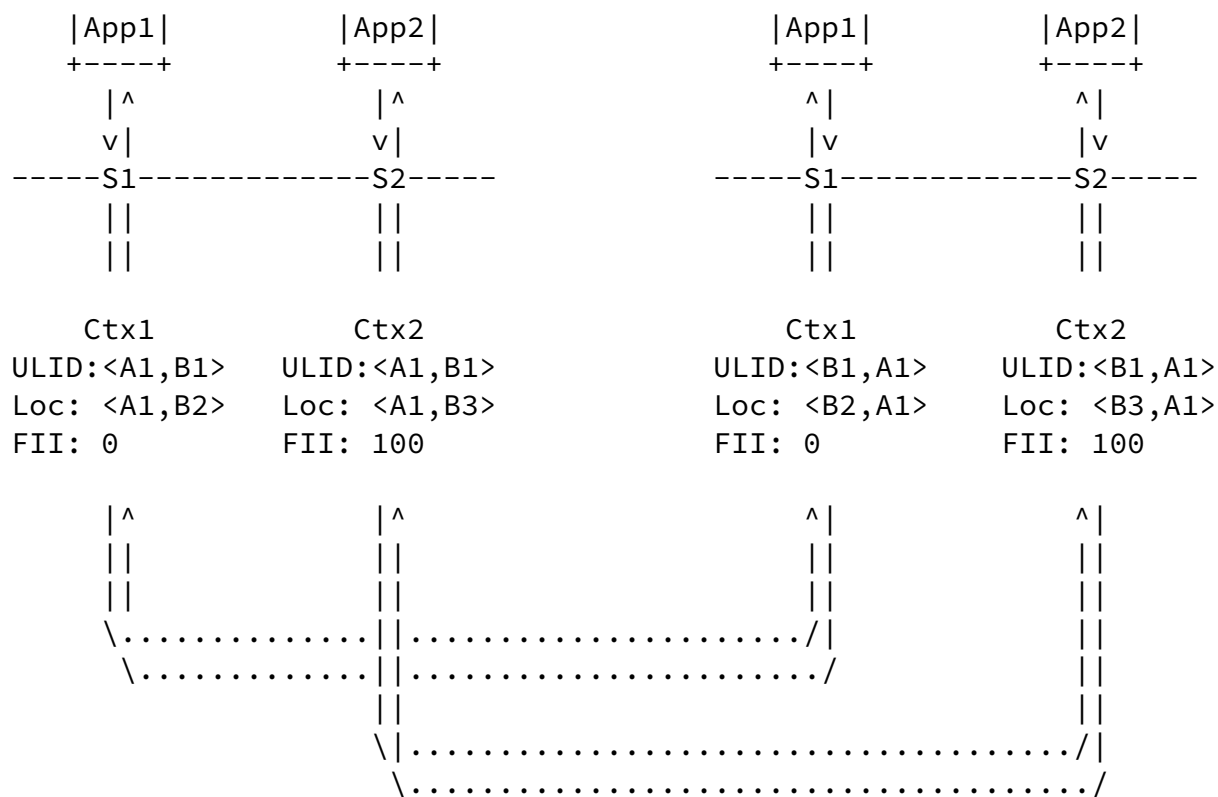 |App1|            |App2|                  |App1|            |App2|
+----+            +----+                  +----+            +----+
|^                |^                      ^|                ^|
v|                v|                      |v                |v
-----S1-------------S2-----            -----S1-------------S2-----
||                ||                      ||                ||
||                ||                      ||                ||
Ctx1           Ctx2                    Ctx1           Ctx2
ULID:<A1,B1>   ULID:<A1,B1>            ULID:<B1,A1>    ULID:<B1,A1>
Loc: <A1,B2>   Loc: <A1,B3>            Loc: <B2,A1>    Loc: <B3,A1>
FII: 0         FII: 100                FII: 0          FII: 100
|^              |^                      ^|              ^|
||              ||                      ||              ||
||              ||                      ||              ||
\..............||....................../|              ||
\.............||......................./               ||
||                                      ||
\|...................................../|
\......................................./